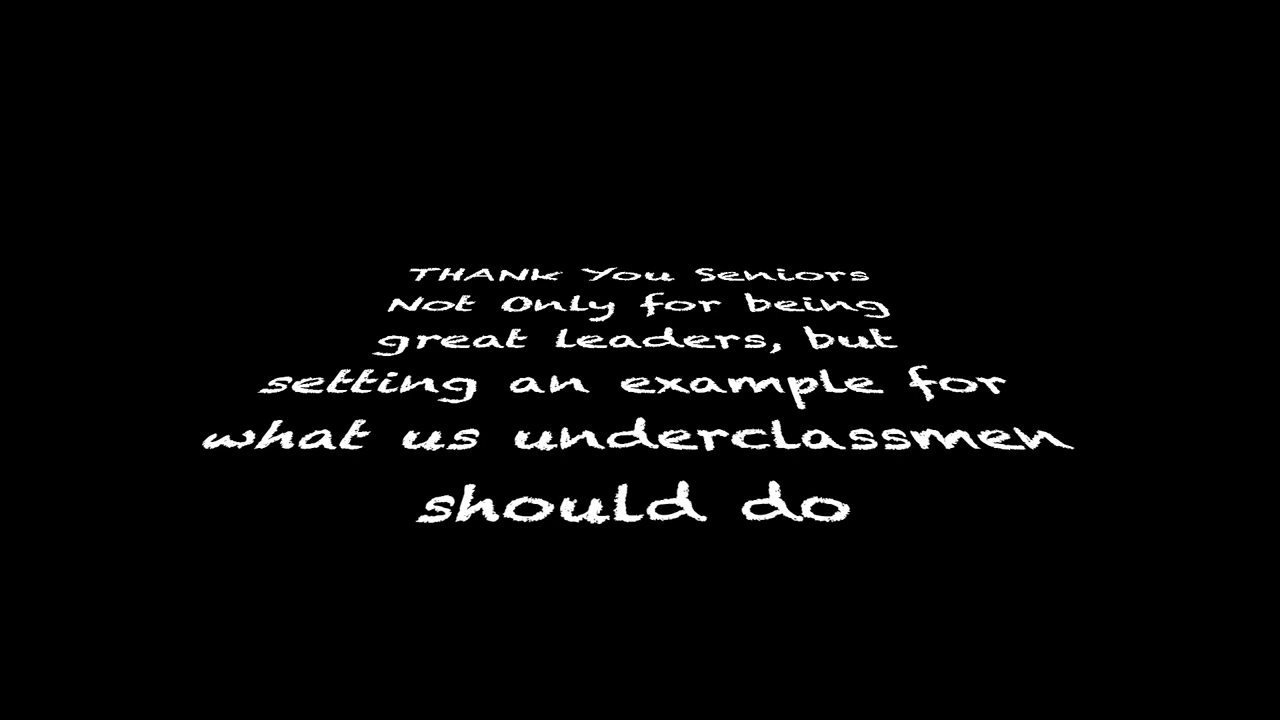 THANK You Seniors
Not Only for being
great leaders, but
setting an example for
what us underclassmen
should do